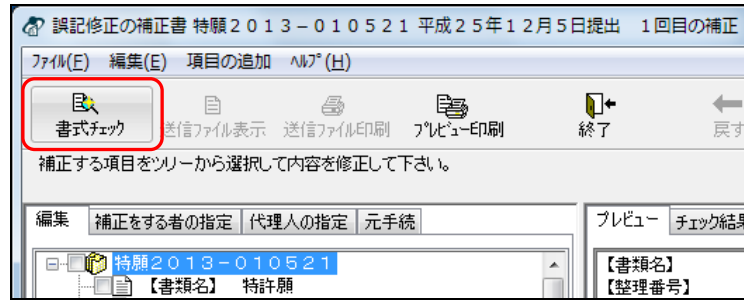 誤記修正の補正書 特願２０１３－０１０５２１ 平成２５年１２月５日提出 １回目の補正
ﾌｧｲﾙ(F) 編集(E) 項目の追加 ﾍﾙﾌﾟ(H)
書式ﾁｪｯｸ 送信ﾌｧｲﾙ表示 送信ﾌｧｲﾙ印刷 ﾌﾟﾚﾋﾞｭｰ印刷 終了 戻す
補正する項目をツリーから選択して内容を修正して下さい。
編集 補正をする者の指定 代理人の指定 元手続 プレビュー チェック結果
特願２０１３－０１０５２１
【書類名】 特許願 【書類名】
【整理番号】